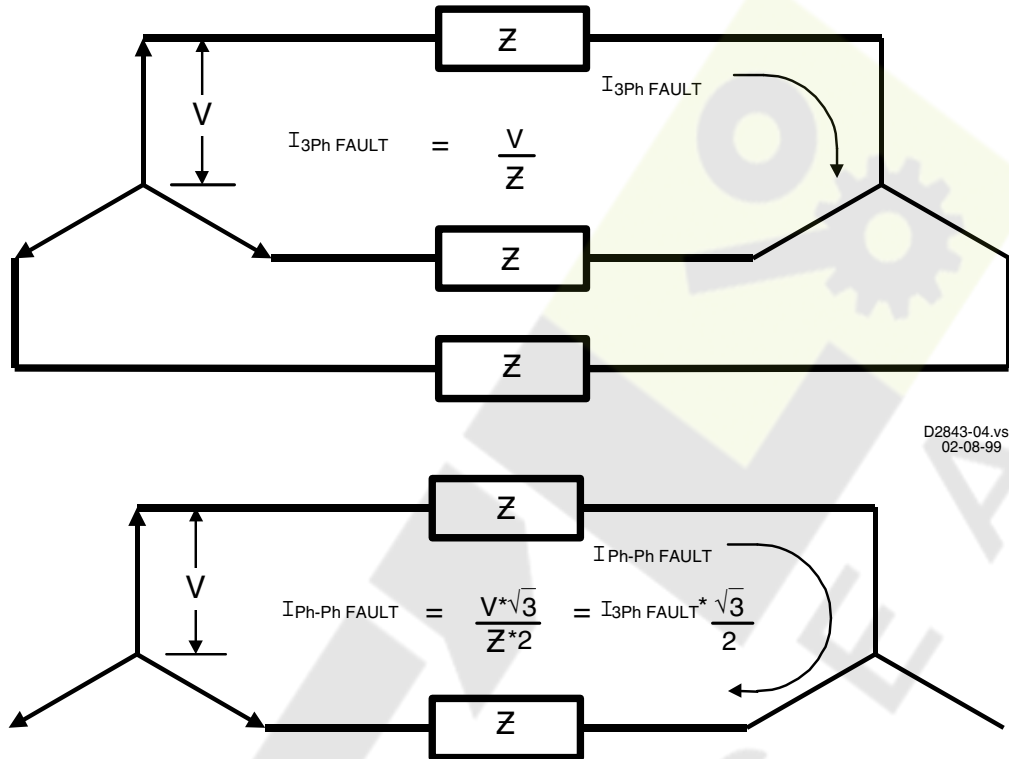 Z
V
I3Ph FAULT
I3Ph FAULT = V
Z
Z
Z
D2843-04.vs
02-08-99
Z
V
IPh-Ph FAULT
IPh-Ph FAULT = V*√3 = I3Ph FAULT* √3
Z*2 2
Z